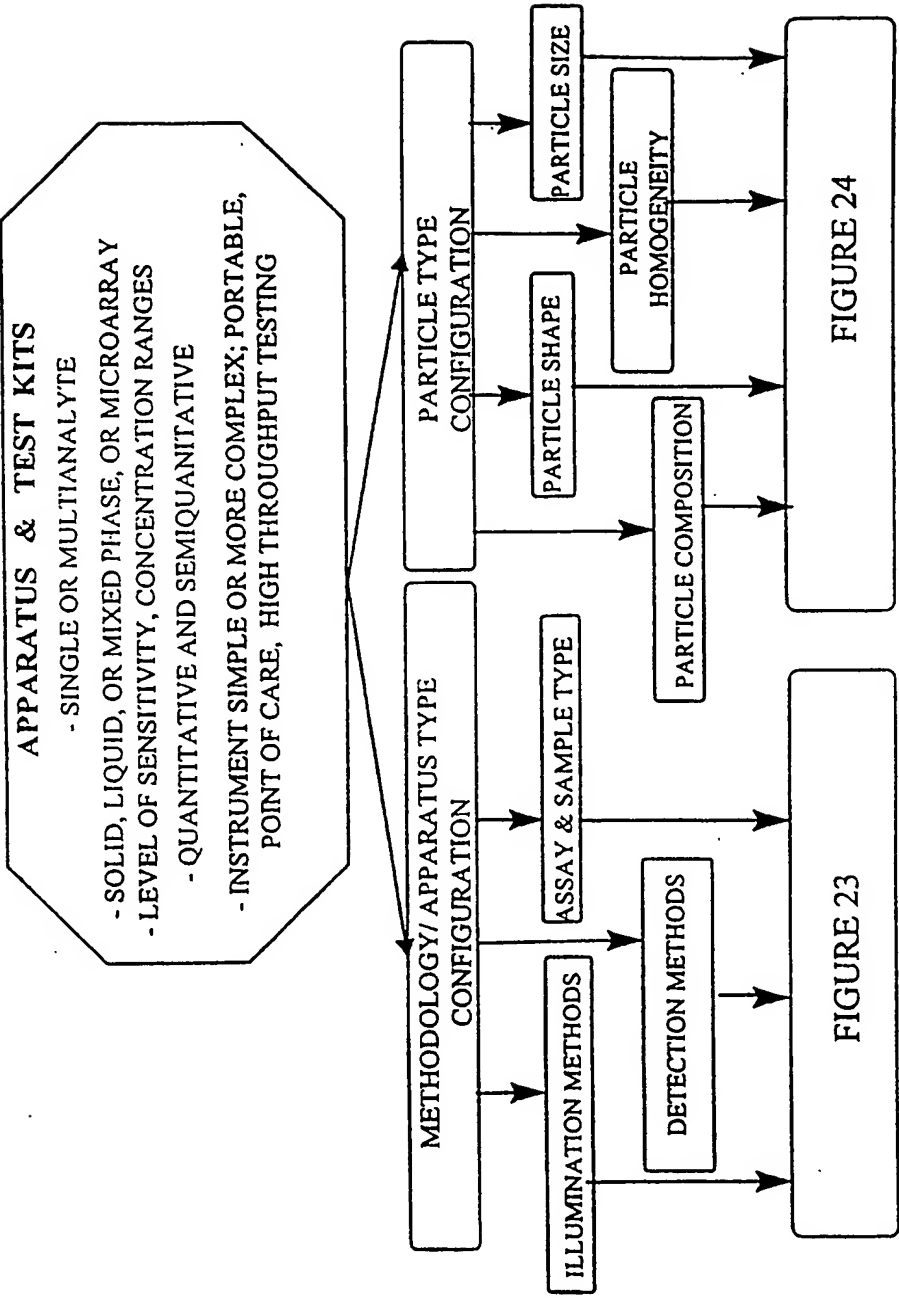 APPARATUS & TEST KITS
- SINGLE OR MULTIANALYTE
- SOLID, LIQUID, OR MIXED PHASE, OR MICROARRAY
- LEVEL OF SENSITIVITY, CONCENTRATION RANGES
- QUANTITATIVE AND SEMIQUANITATIVE
- INSTRUMENT SIMPLE OR MORE COMPLEX; PORTABLE,
POINT OF CARE, HIGH THROUGHPUT TESTING
METHODOLOGY/ APPARATUS TYPE
CONFIGURATION
ILLUMINATION METHODS
DETECTION METHODS
ASSAY & SAMPLE TYPE
FIGURE 23
PARTICLE TYPE
CONFIGURATION
PARTICLE COMPOSITION
PARTICLE SHAPE
PARTICLE
HOMOGENEITY
PARTICLE SIZE
FIGURE 24